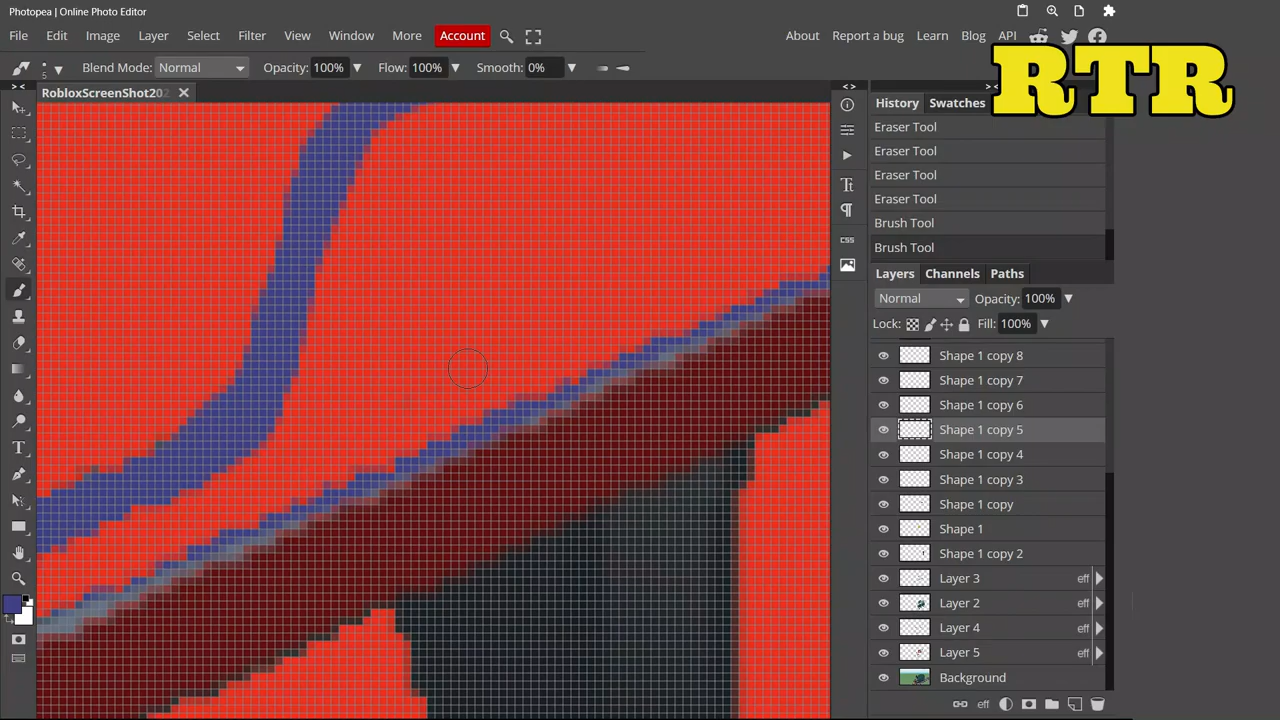 Photopea | Online Photo Editor
File Edit Image Layer Select Filter View Window More Account
About Report a bug Learn Blog API
RTR
5 Blend Mode: Normal Opacity: 100% Flow: 100% Smooth: 0%
RobloxScreenShot202
History Swatches
Eraser Tool
Eraser Tool
Eraser Tool
Eraser Tool
Brush Tool
Brush Tool
CSS
Layers Channels Paths
Normal Opacity: 100%
Lock: Fill: 100%
Shape 1 copy 8
Shape 1 copy 7
Shape 1 copy 6
Shape 1 copy 5
Shape 1 copy 4
Shape 1 copy 3
Shape 1 copy
Shape 1
Shape 1 copy 2
Layer 3 eff
Layer 2 eff
Layer 4 eff
Layer 5 eff
Background
eff